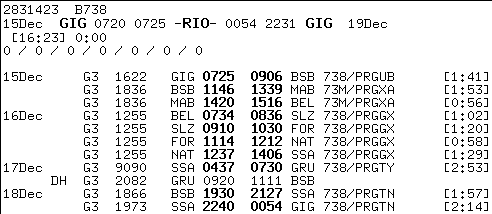 2831423 B738
15Dec GIG 0720 0725 -RIO- 0054 2231 GIG 19Dec
[16:23] 0:00
0 / 0 / 0 / 0 / 0 / 0 / 0 / 0
15Dec G3 1622 GIG 0725 0906 BSB 738/PRGUB [1:41]
G3 1836 BSB 1146 1339 MAB 73M/PRGXA [1:53]
G3 1836 MAB 1420 1516 BEL 73M/PRGXA [0:56]
16Dec G3 1255 BEL 0734 0836 SLZ 738/PRGGX [1:02]
G3 1255 SLZ 0910 1030 FOR 738/PRGGX [1:20]
G3 1255 FOR 1114 1212 NAT 738/PRGGX [0:58]
G3 1255 NAT 1237 1406 SSA 738/PRGGX [1:29]
17Dec G3 9090 SSA 0437 0730 GRU 738/PRGTY [2:53]
DH G3 2082 GRU 0920 1111 BSB
18Dec G3 1866 BSB 1930 2127 SSA 738/PRGTN [1:57]
G3 1973 SSA 2240 0054 GIG 738/PRGTN [2:14]